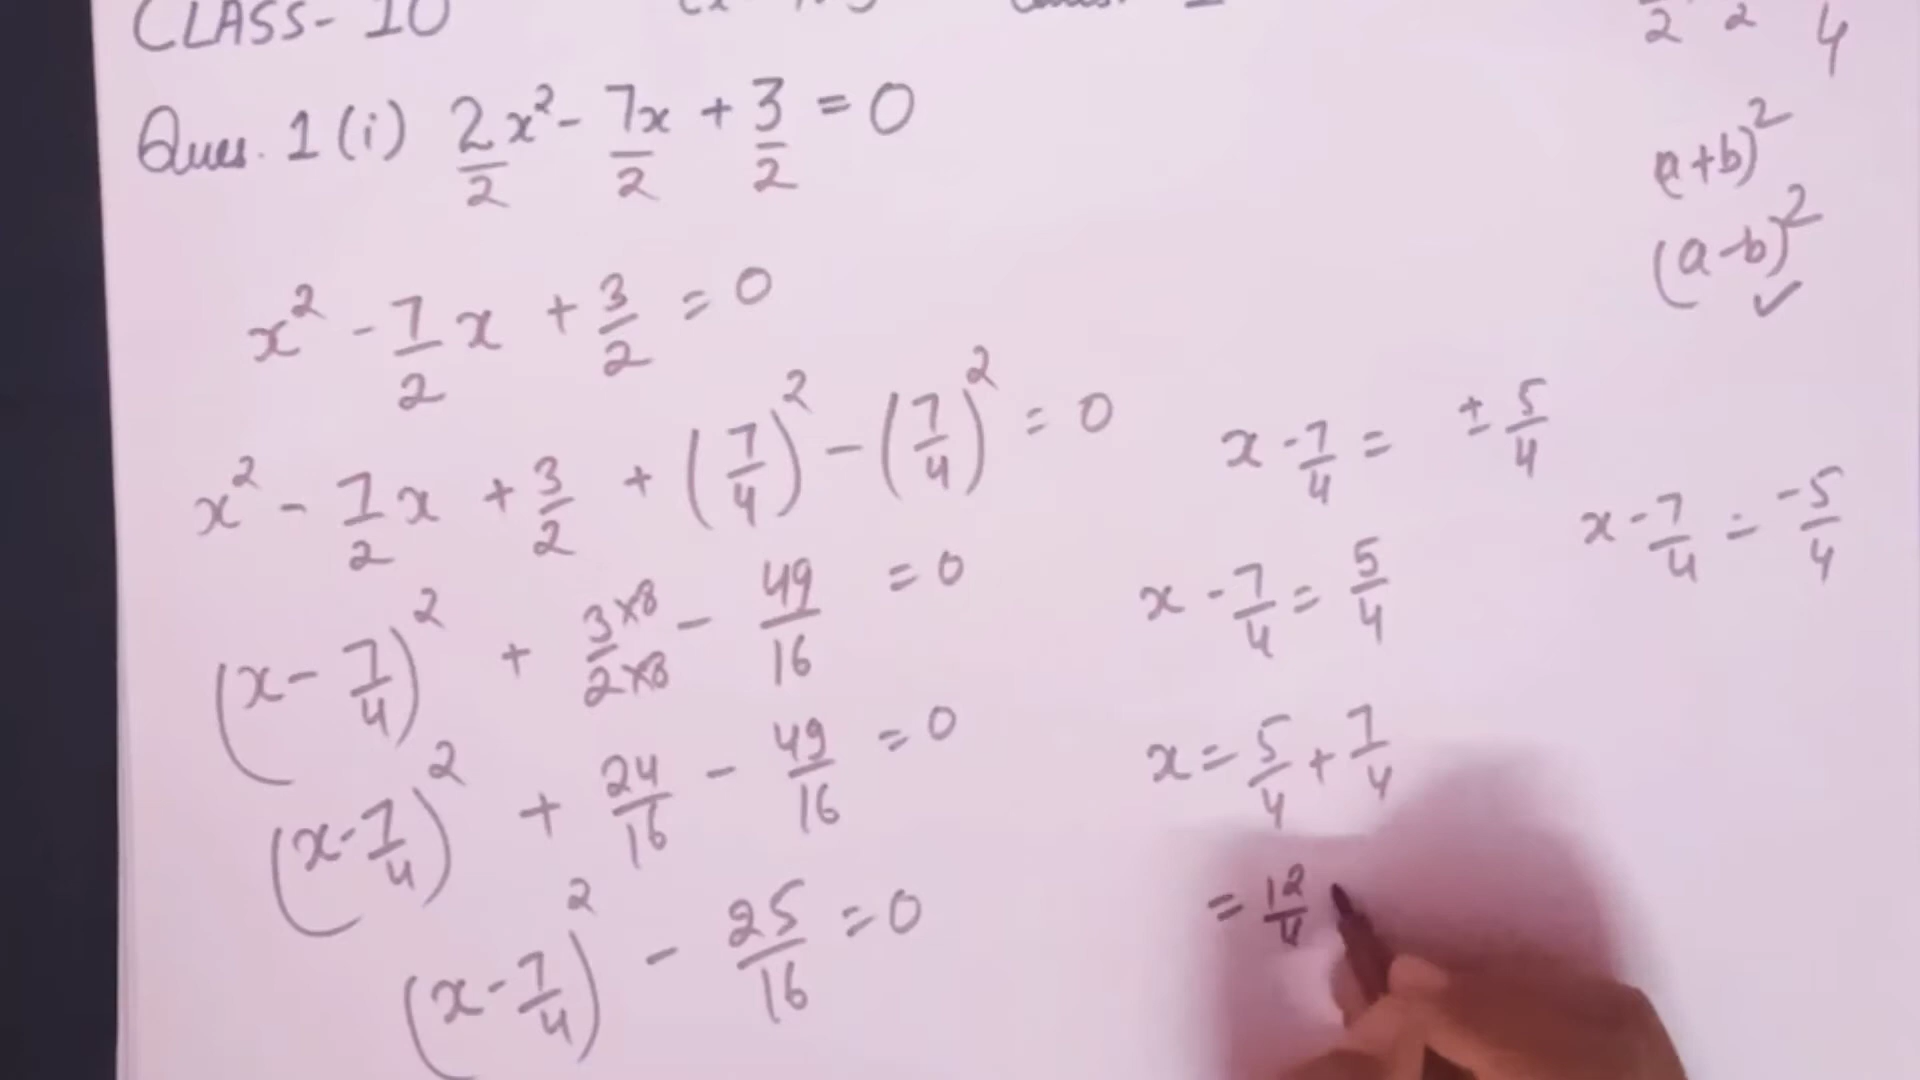 CLASS- 10
Ques. 1 (i) 2/2 x² - 7x/2 + 3/2 = 0
x² - 7/2 x + 3/2 = 0
x² - 7/2 x + 3/2 + (7/4)² - (7/4)² = 0
(x - 7/4)² + 3×8/2×8 - 49/16 = 0
(x - 7/4)² + 24/16 - 49/16 = 0
(x - 7/4)² - 25/16 = 0
x - 7/4 = ± 5/4
x - 7/4 = 5/4
x = 5/4 + 7/4
= 12/4
x - 7/4 = -5/4
2 2 4
a+b)²
(a-b)²
✓